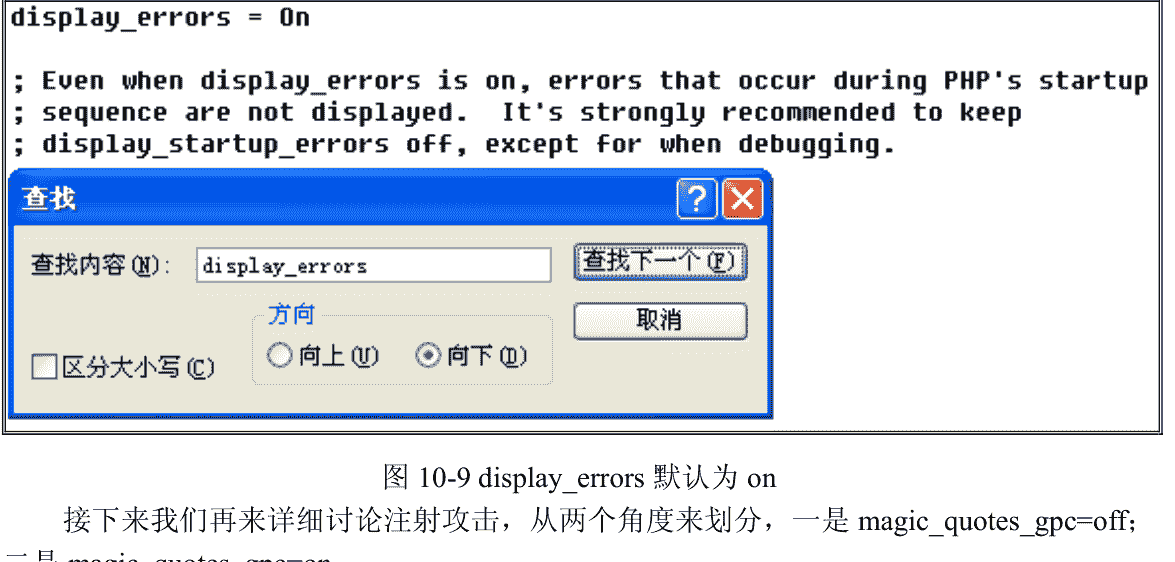 display_errors = On
; Even when display_errors is on, errors that occur during PHP's startup
; sequence are not displayed.  It's strongly recommended to keep
; display_startup_errors off, except for when debugging.
查找
查找内容(N): display_errors 查找下一个(F)
方向 取消
区分大小写(C) 向上(U) 向下(D)
图 10-9 display_errors 默认为 on
接下来我们再来详细讨论注射攻击，从两个角度来划分，一是 magic_quotes_gpc=off；
二是 magic_quotes_gpc=on